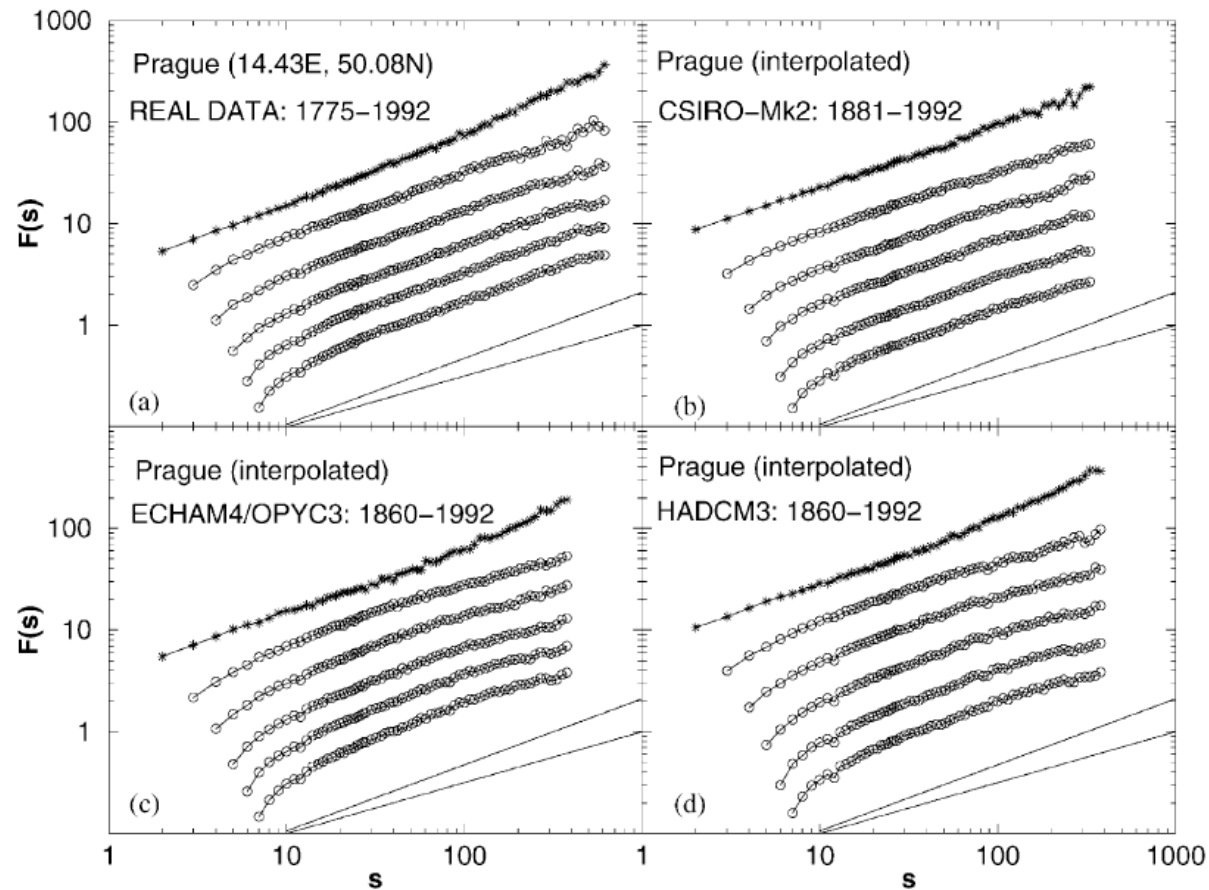 1000
100
10
1
F(s)
Prague (14.43E, 50.08N)
REAL DATA: 1775−1992
(a)
Prague (interpolated)
CSIRO−Mk2: 1881−1992
(b)
100
10
1
F(s)
Prague (interpolated)
ECHAM4/OPYC3: 1860−1992
(c)
Prague (interpolated)
HADCM3: 1860−1992
(d)
1 10 100 1 10 100 1000
s s